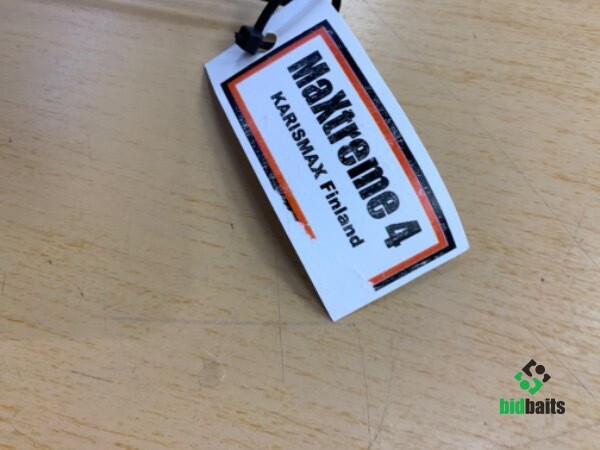 MaXtreme 4
KARISMAX Finland
bidbaits